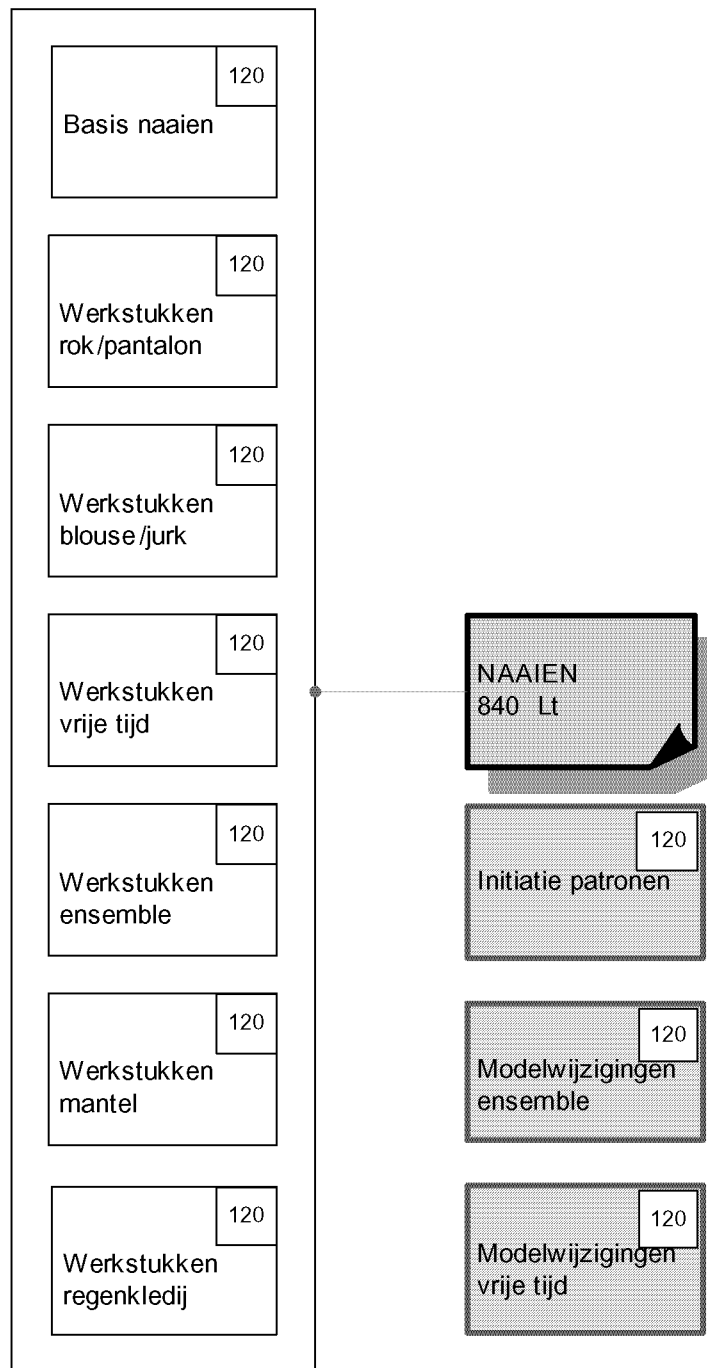 120
Basis naaien
120
Werkstukken
rok/pantalon
120
Werkstukken
blouse/jurk
120
Werkstukken
vrije tijd
120
Werkstukken
ensemble
120
Werkstukken
mantel
120
Werkstukken
regenkledij
NAAIEN
840 Lt
120
Initiatie patronen
120
Modelwijzigingen
ensemble
120
Modelwijzigingen
vrije tijd